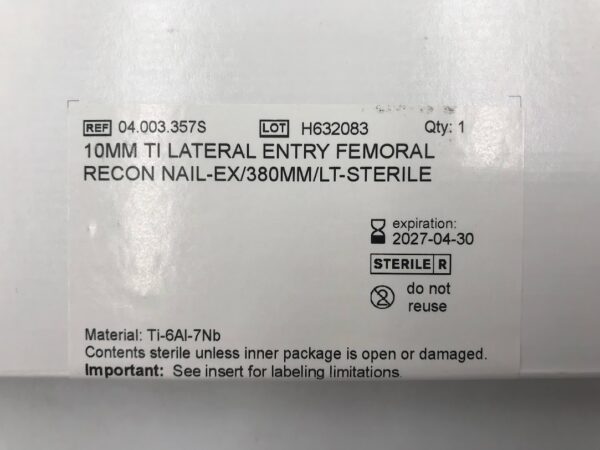 REF 04.003.357S LOT H632083 Qty: 1
10MM TI LATERAL ENTRY FEMORAL
RECON NAIL-EX/380MM/LT-STERILE
expiration:
2027-04-30
STERILE R
do not
reuse
Material: Ti-6Al-7Nb
Contents sterile unless inner package is open or damaged.
Important: See insert for labeling limitations.